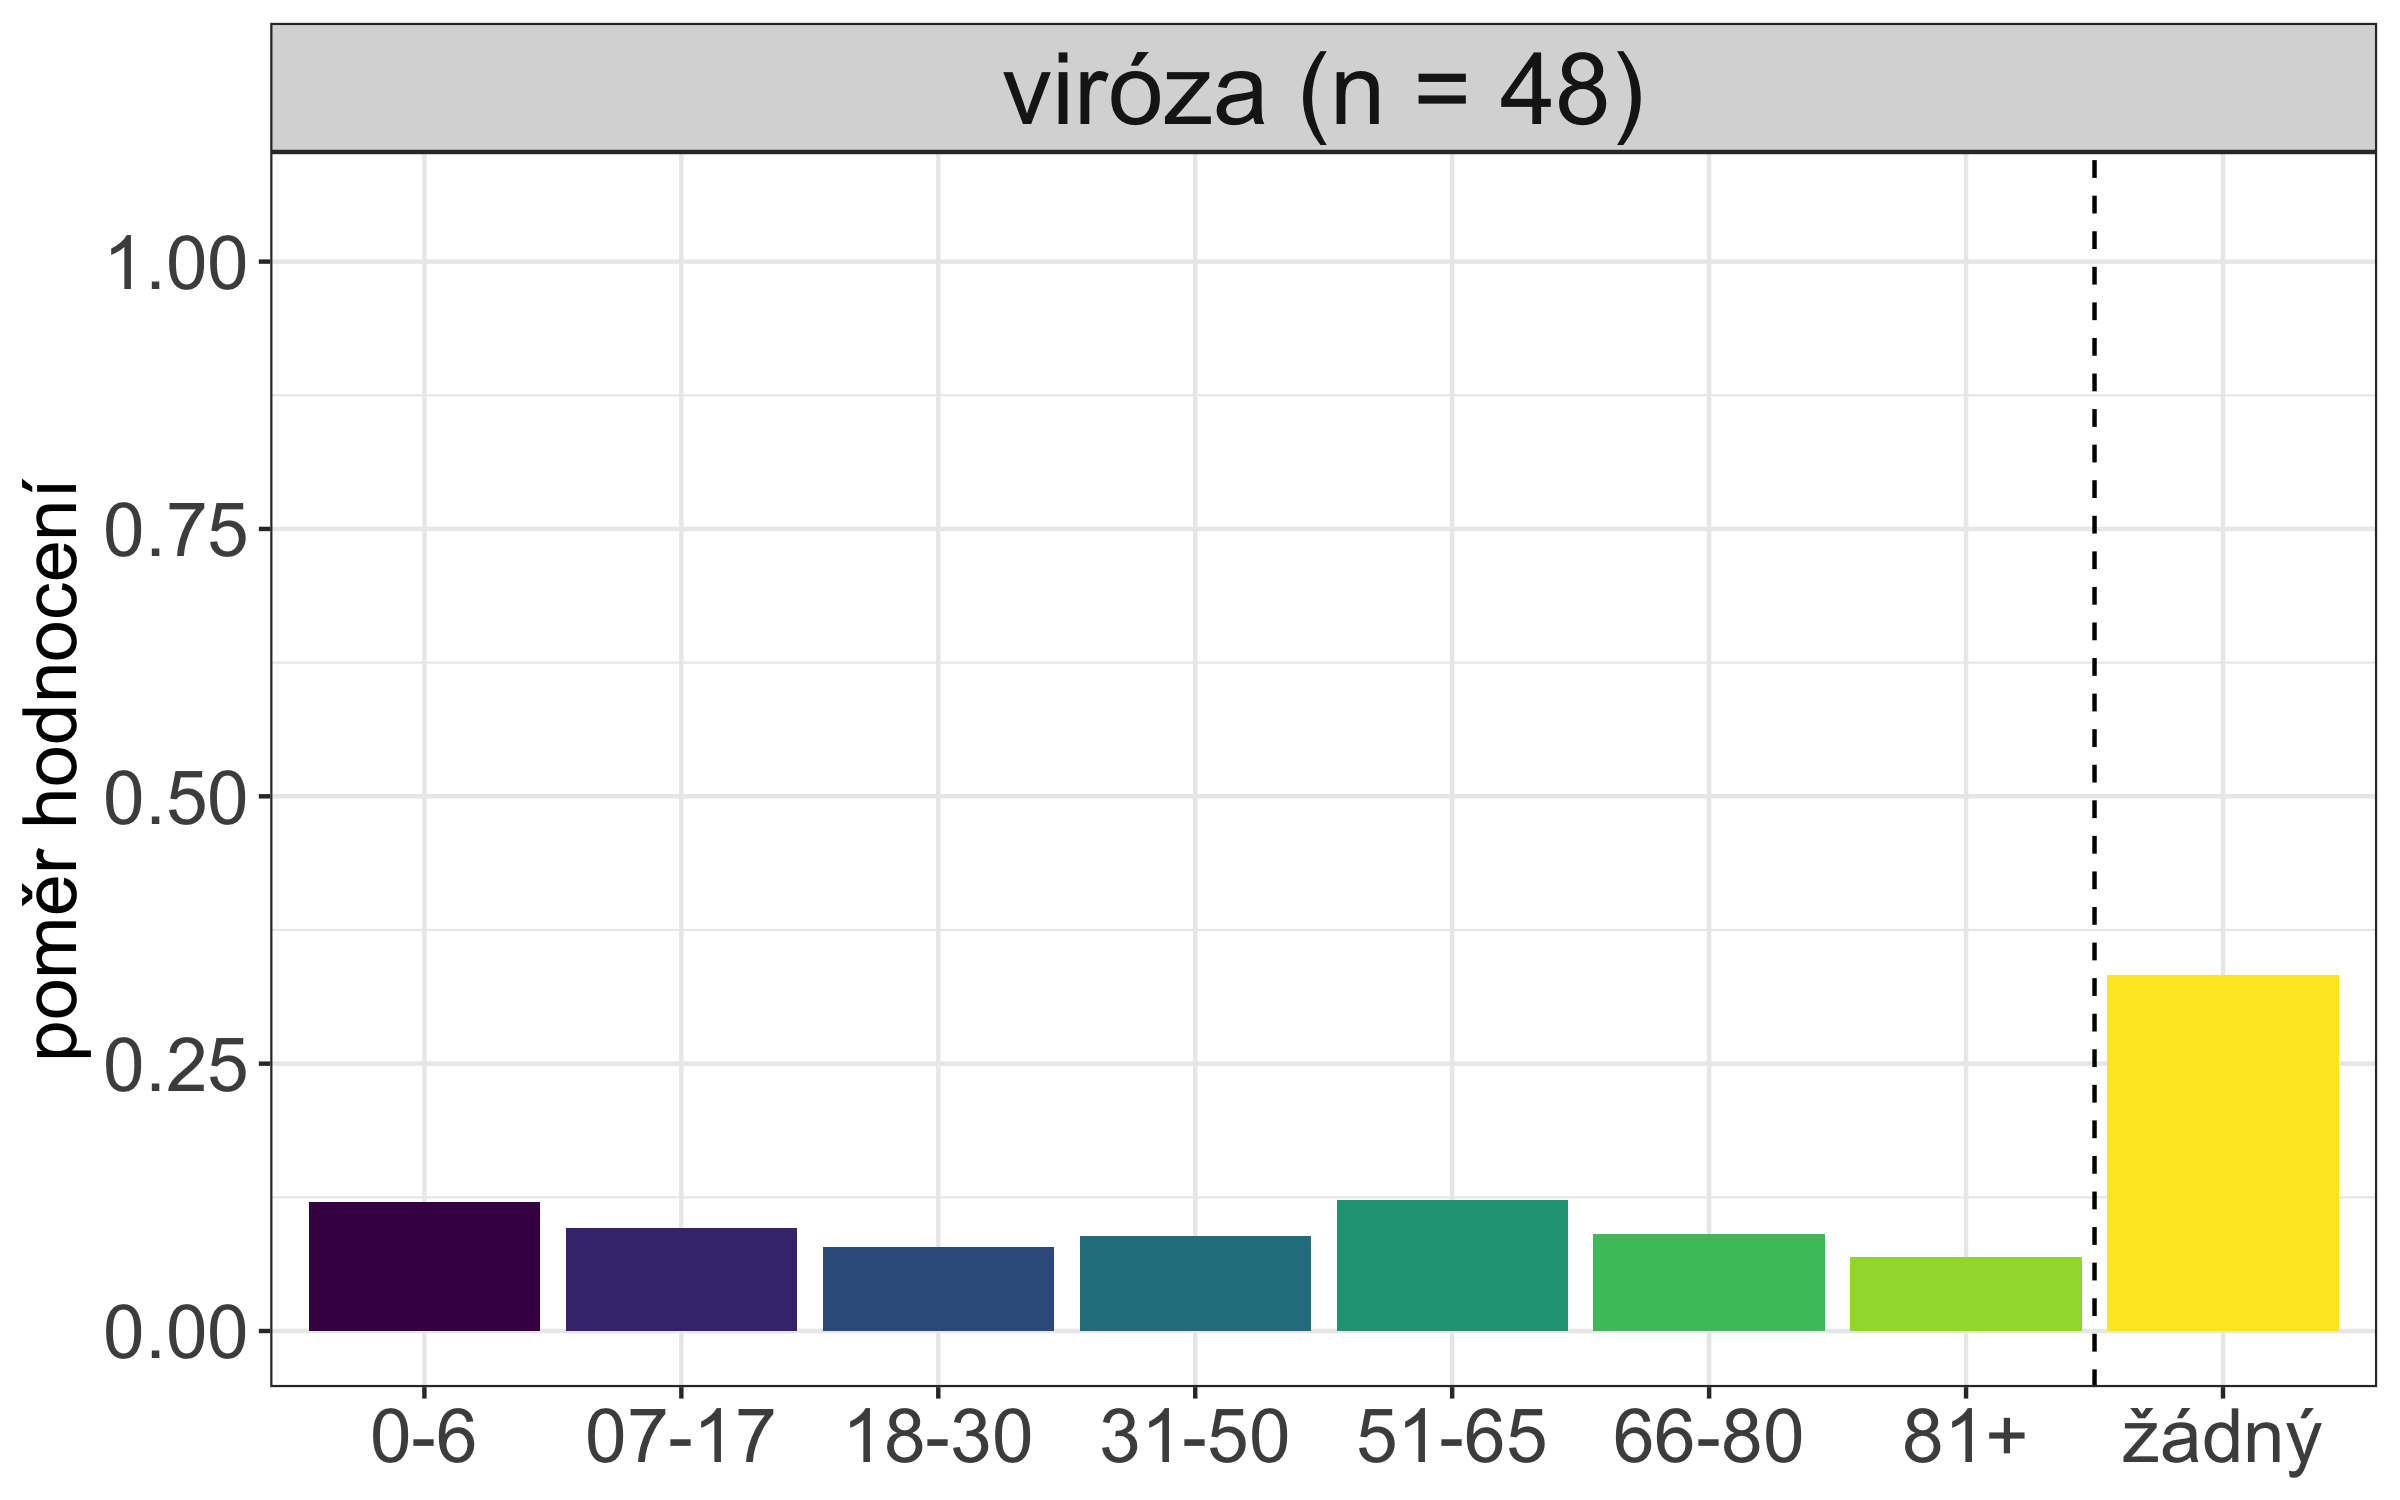 viróza (n = 48)
poměr hodnocení
1.00
0.75
0.50
0.25
0.00
0-6 07-17 18-30 31-50 51-65 66-80 81+ žádný